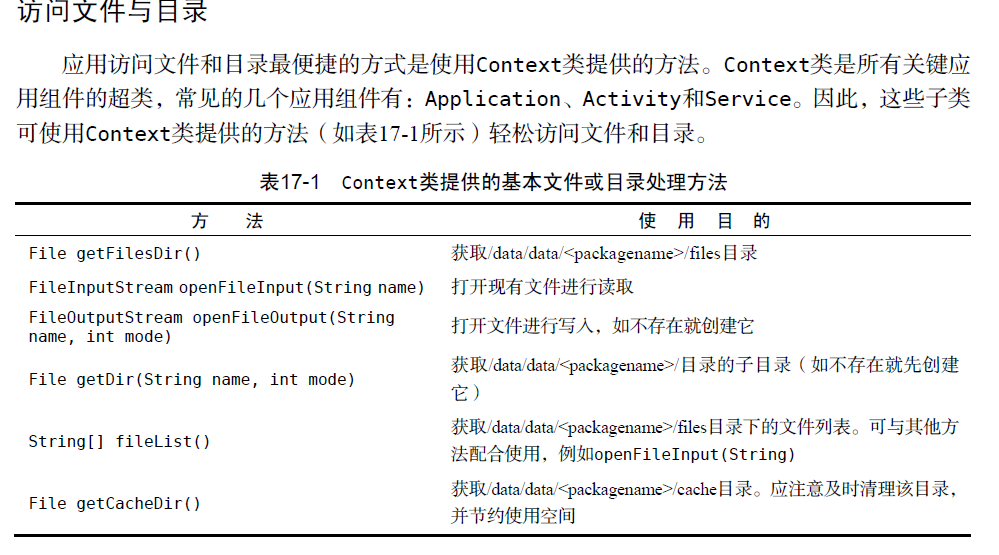 访问文件与目录
应用访问文件和目录最便捷的方式是使用Context类提供的方法。Context类是所有关键应
用组件的超类，常见的几个应用组件有：Application、Activity和Service。因此，这些子类
可使用Context类提供的方法（如表17-1所示）轻松访问文件和目录。
表17-1 Context类提供的基本文件或目录处理方法
方 法 使 用 目 的
File getFilesDir() 获取/data/data/<packagename>/files目录
FileInputStream openFileInput(String name) 打开现有文件进行读取
FileOutputStream openFileOutput(String
name, int mode)
打开文件进行写入，如不存在就创建它
File getDir(String name, int mode)
获取/data/data/<packagename>/目录的子目录（如不存在就先创建
它）
String[] fileList()
获取/data/data/<packagename>/files目录下的文件列表。可与其他方
法配合使用，例如openFileInput(String)
File getCacheDir()
获取/data/data/<packagename>/cache目录。应注意及时清理该目录，
并节约使用空间